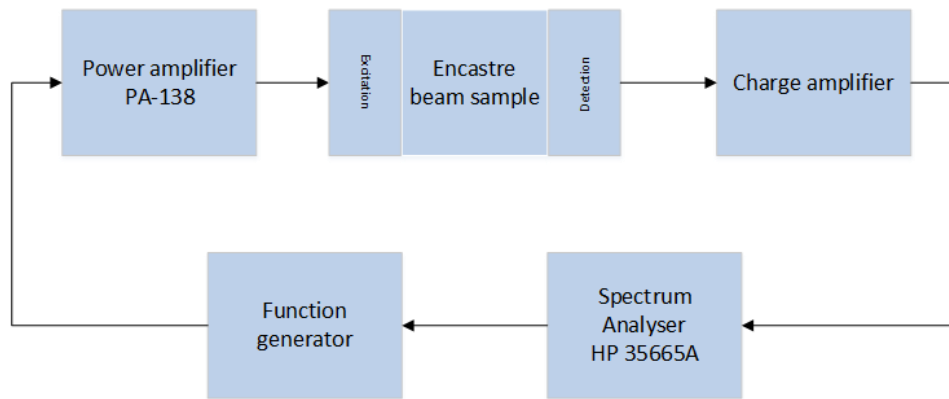 Power amplifier
PA-138
Excitation
Encastre
beam sample
Detection
Charge amplifier
Function
generator
Spectrum
Analyser
HP 35665A